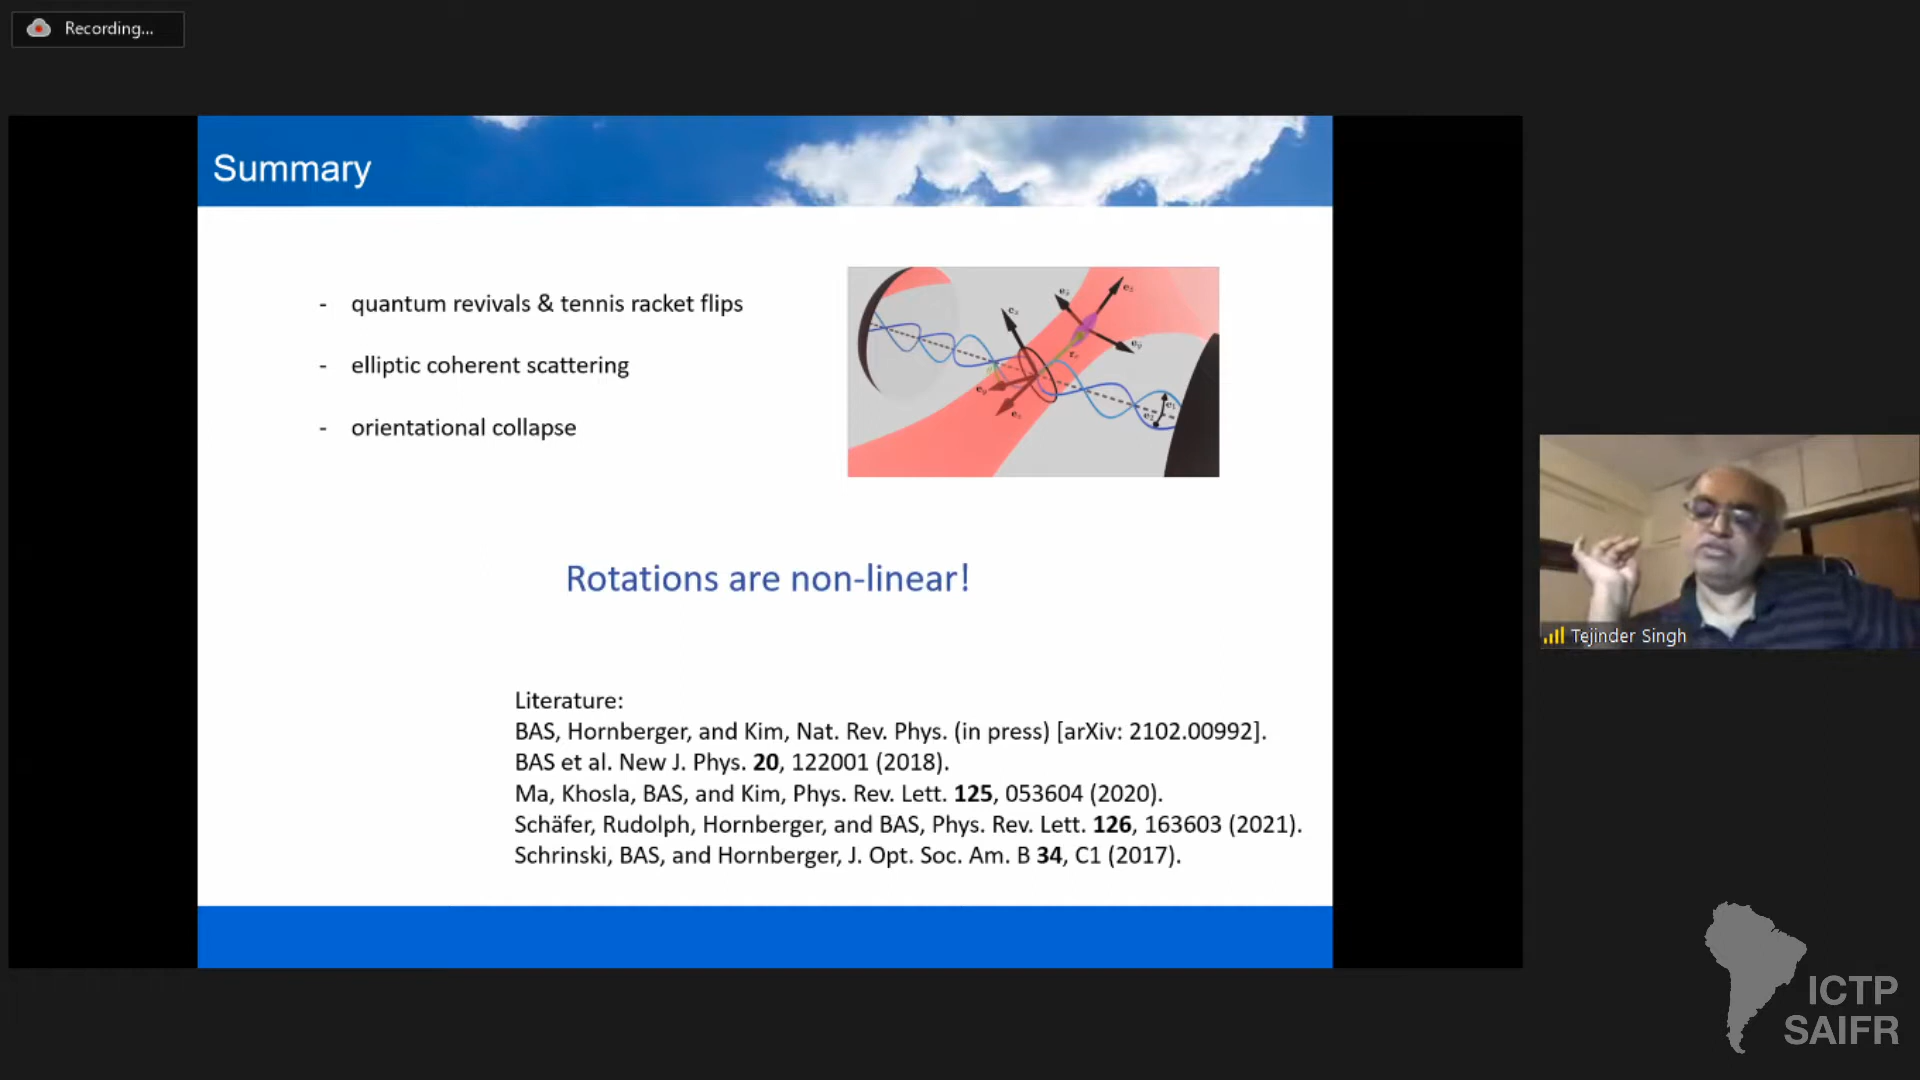 Recording...
Summary
- quantum revivals & tennis racket flips
- elliptic coherent scattering
- orientational collapse
Rotations are non-linear!
Literature:
BAS, Hornberger, and Kim, Nat. Rev. Phys. (in press) [arXiv: 2102.00992].
BAS et al. New J. Phys. 20, 122001 (2018).
Ma, Khosla, BAS, and Kim, Phys. Rev. Lett. 125, 053604 (2020).
Schäfer, Rudolph, Hornberger, and BAS, Phys. Rev. Lett. 126, 163603 (2021).
Schrinski, BAS, and Hornberger, J. Opt. Soc. Am. B 34, C1 (2017).
Tejinder Singh
ICTP
SAIFR